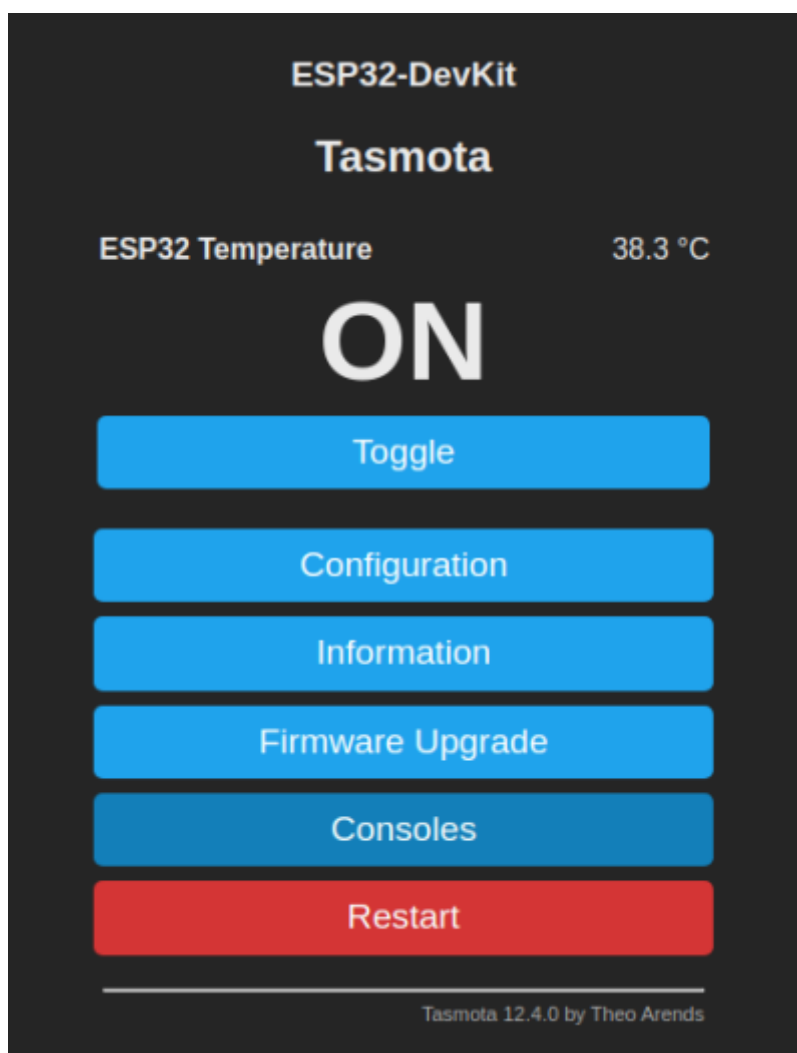 ESP32-DevKit
Tasmota
ESP32 Temperature 38.3 °C
ON
Toggle
Configuration
Information
Firmware Upgrade
Consoles
Restart
Tasmota 12.4.0 by Theo Arends